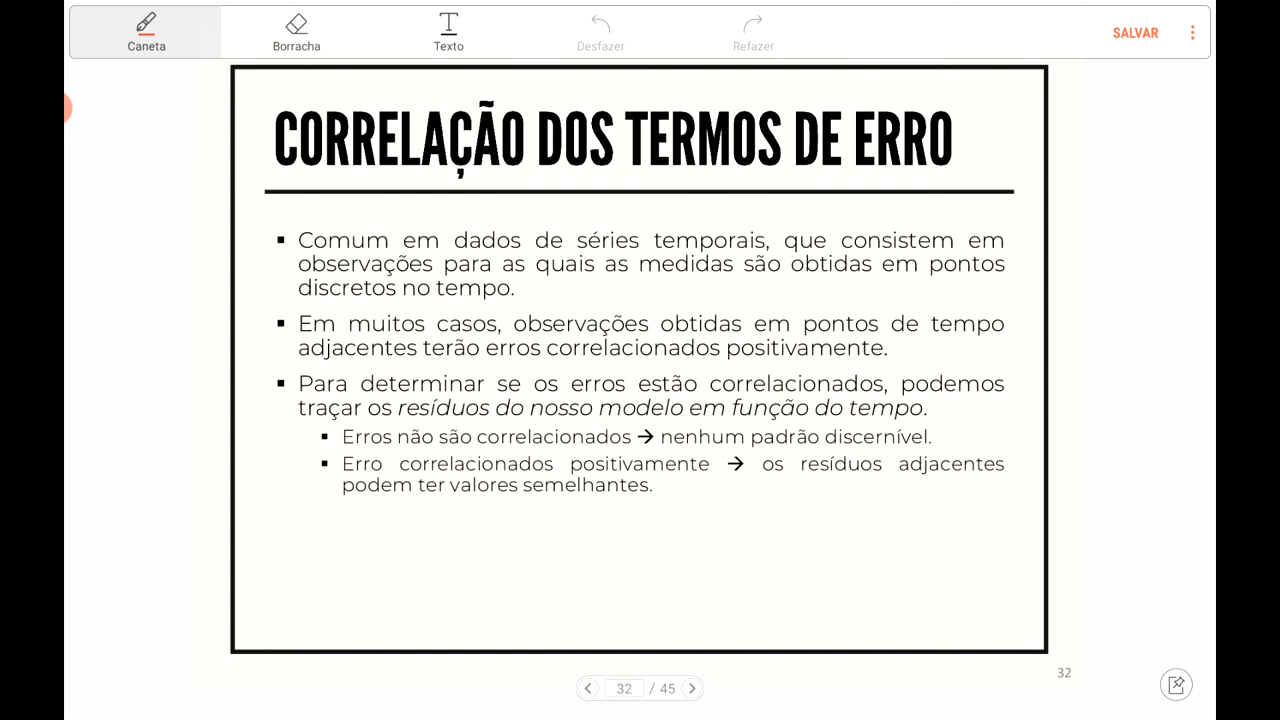 Caneta
Borracha
Texto
Desfazer
Refazer
SALVAR
CORRELAÇÃO DOS TERMOS DE ERRO
▪ Comum em dados de séries temporais, que consistem em
observações para as quais as medidas são obtidas em pontos
discretos no tempo.
▪ Em muitos casos, observações obtidas em pontos de tempo
adjacentes terão erros correlacionados positivamente.
▪ Para determinar se os erros estão correlacionados, podemos
traçar os resíduos do nosso modelo em função do tempo.
▪ Erros não são correlacionados → nenhum padrão discernível.
▪ Erro correlacionados positivamente → os resíduos adjacentes
podem ter valores semelhantes.
32
32 / 45